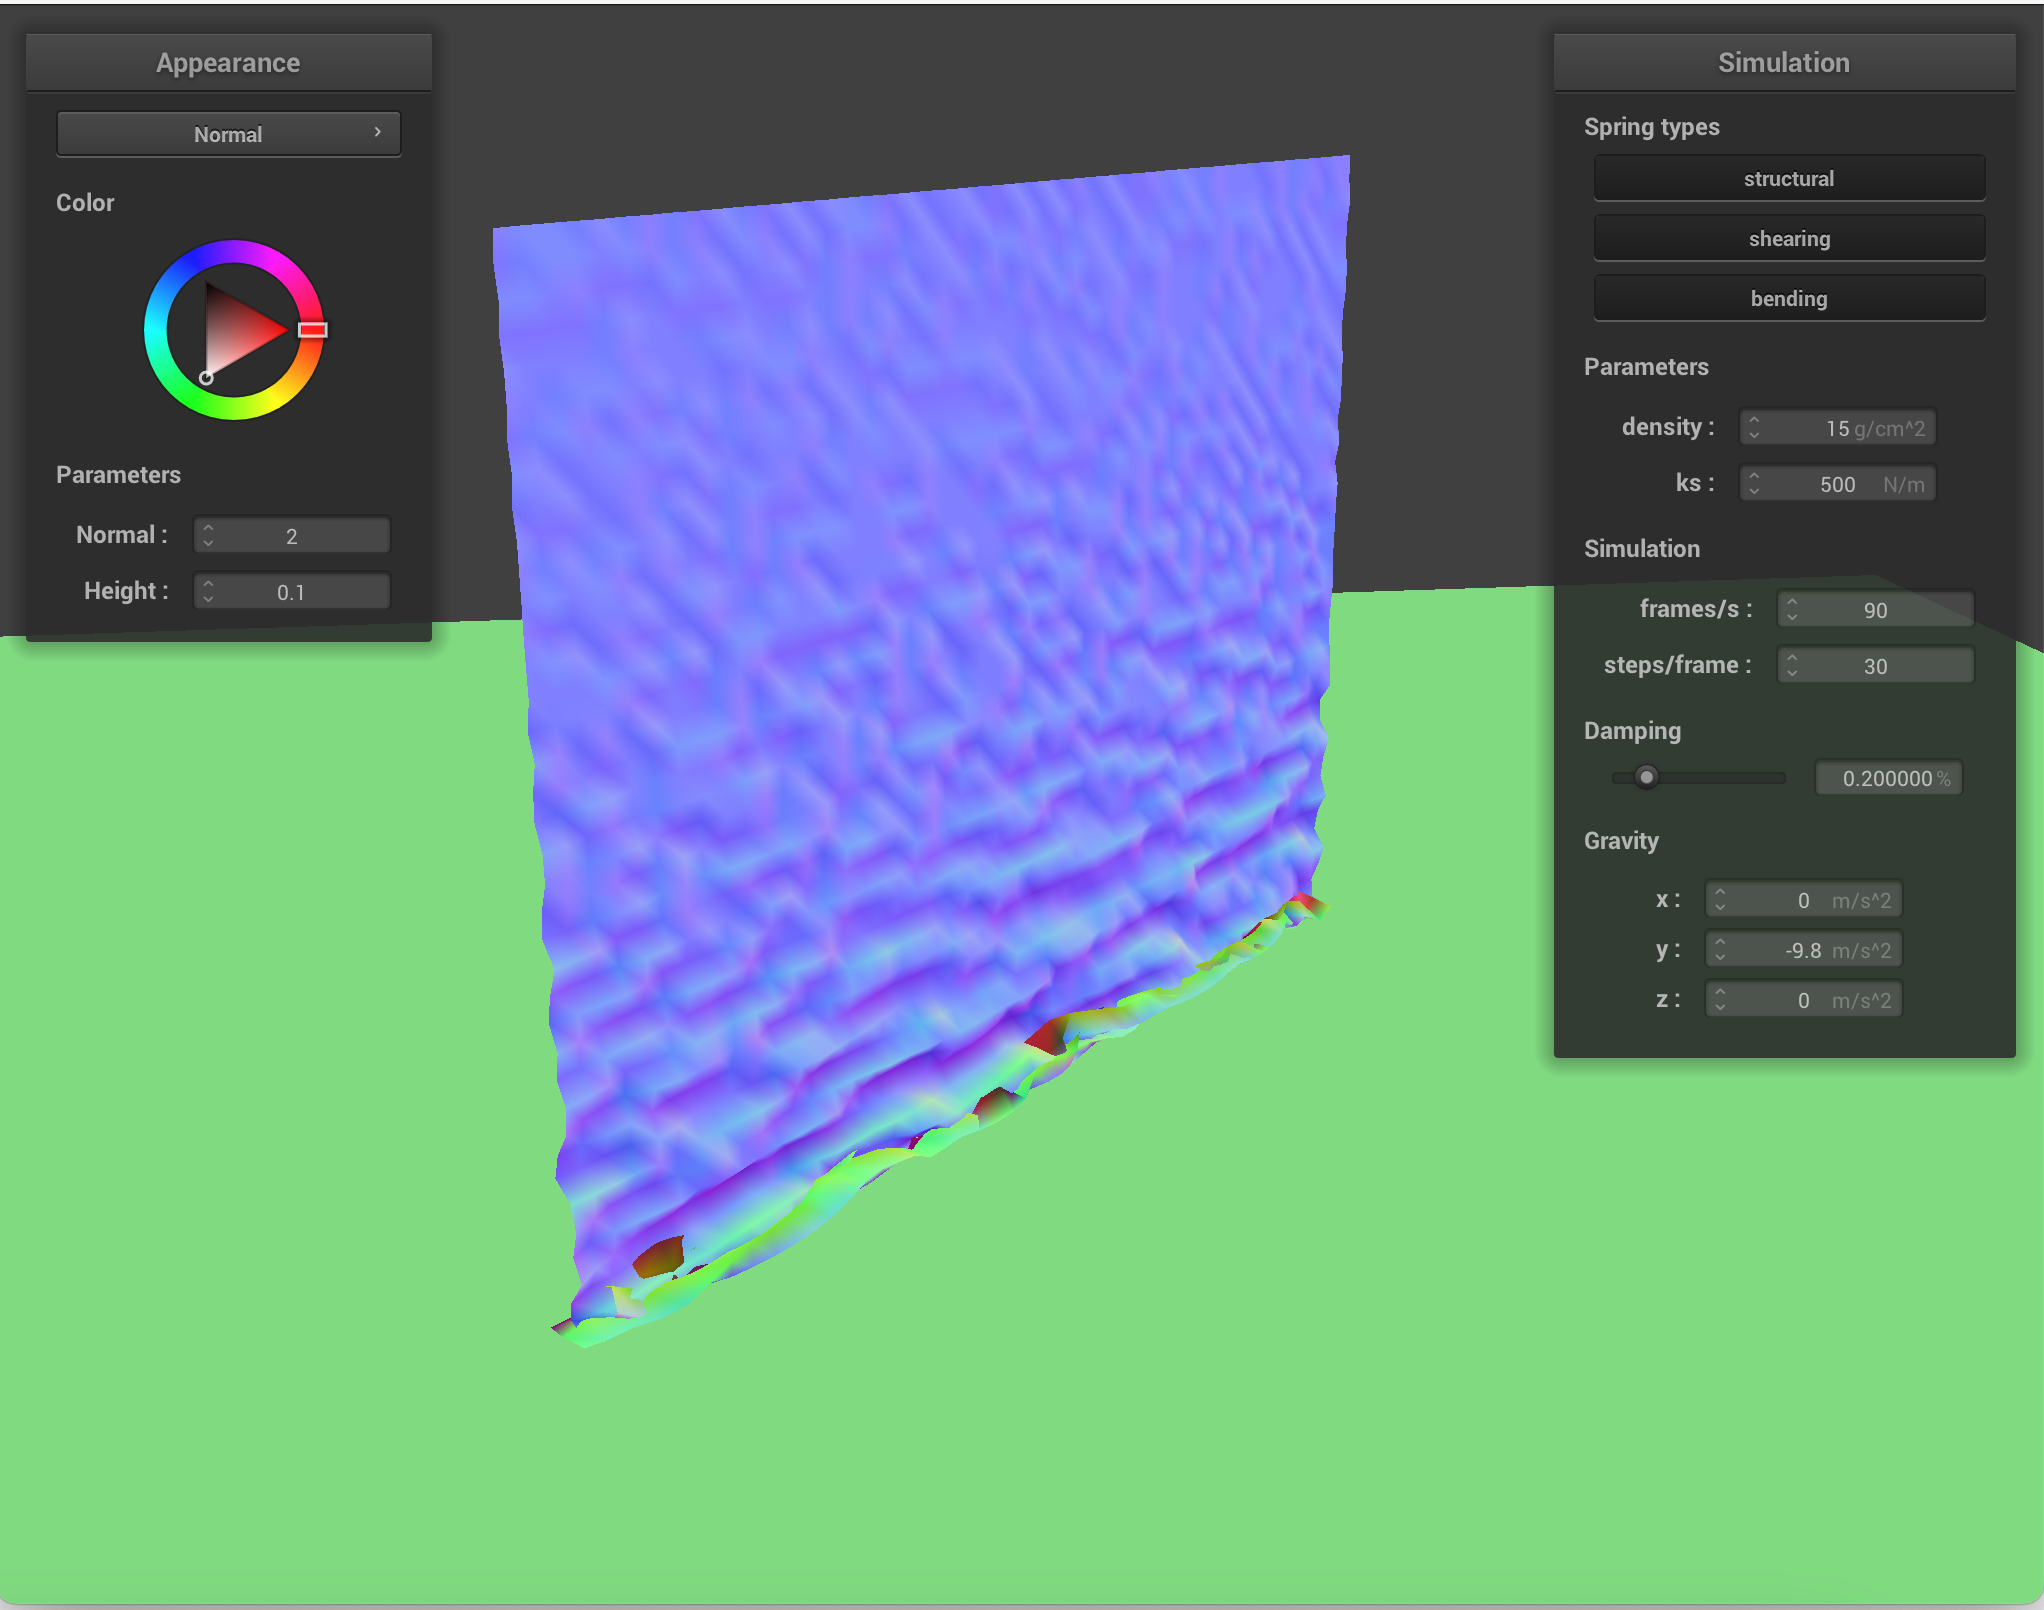 Appearance
Normal
Color
Parameters
Normal :
2
Height :
0.1
Simulation
Spring types
structural
shearing
bending
Parameters
density :
15 g/cm^2
ks :
500 N/m
Simulation
frames/s :
90
steps/frame :
30
Damping
0.200000 %
Gravity
x :
0 m/s^2
y :
-9.8 m/s^2
z :
0 m/s^2